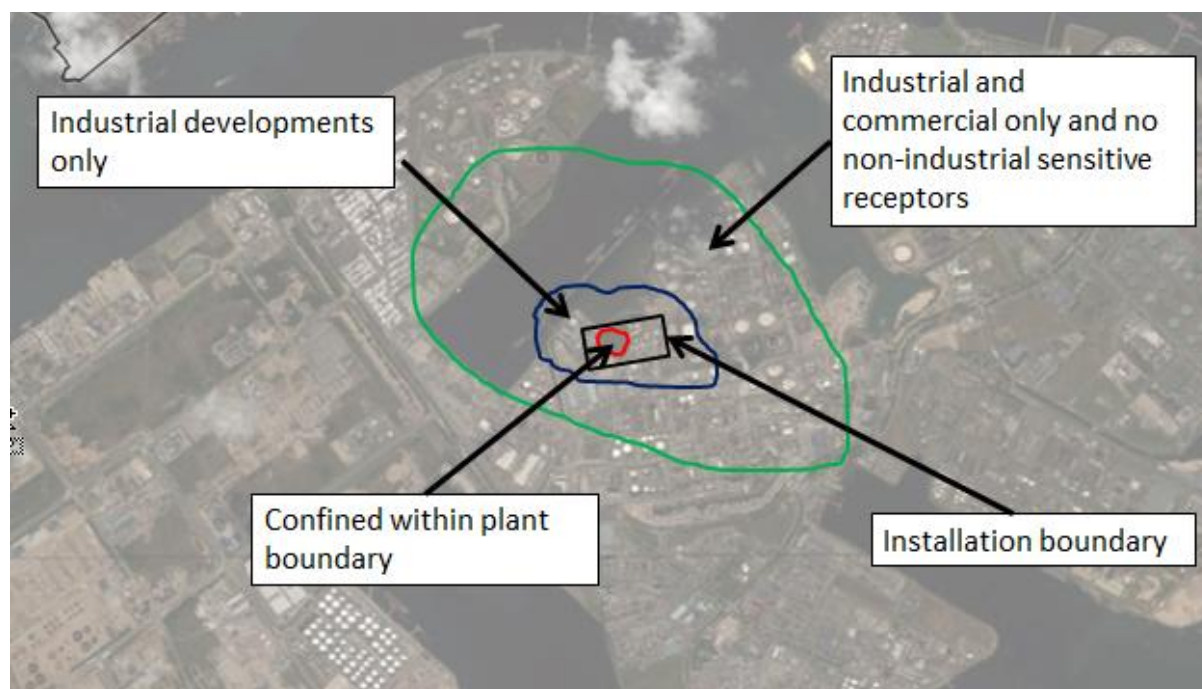 Industrial developments
only
Industrial and
commercial only and no
non-industrial sensitive
receptors
Confined within plant
boundary
Installation boundary